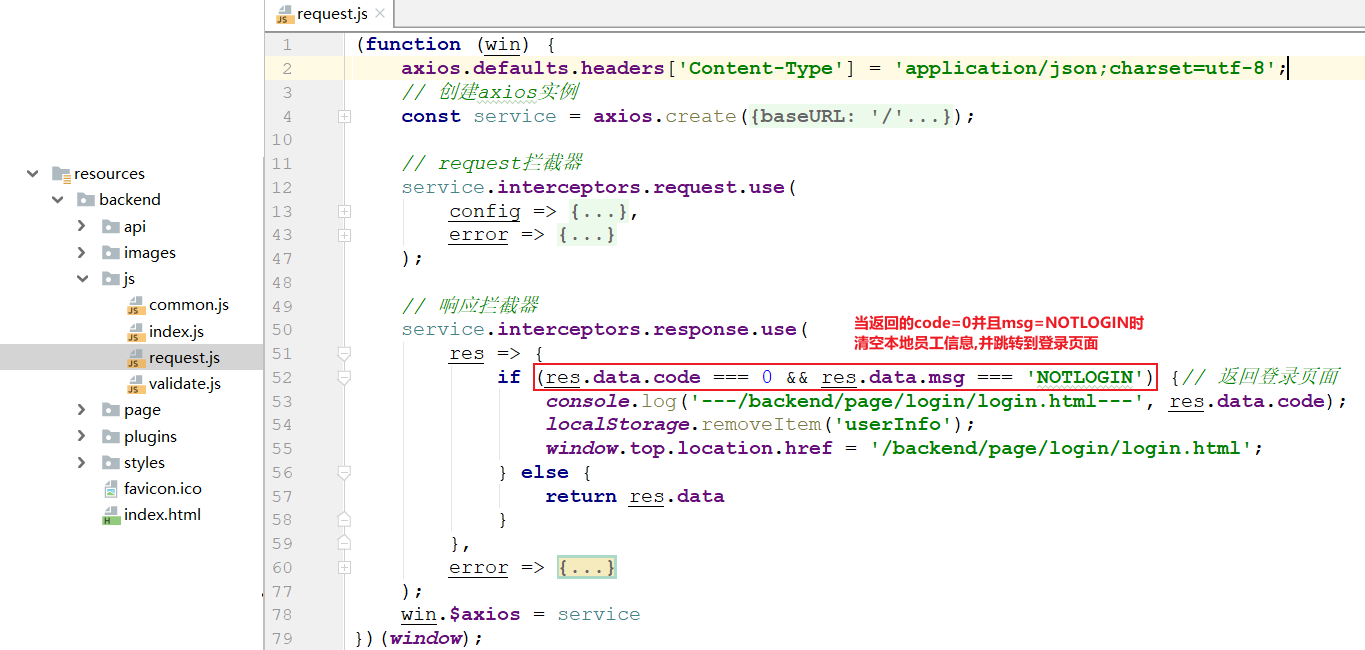 request.js
resources
backend
api
images
js
common.js
index.js
request.js
validate.js
page
plugins
styles
favicon.ico
index.html
1 (function (win) {
2 axios.defaults.headers['Content-Type'] = 'application/json;charset=utf-8';
3 // 创建axios实例
4 const service = axios.create({baseURL: '/'...});
10
11 // request拦截器
12 service.interceptors.request.use(
13 config => {...},
43 error => {...}
47 );
48
49 // 响应拦截器
50 service.interceptors.response.use(
当返回的code=0并且msg=NOTLOGIN时
清空本地员工信息,并跳转到登录页面
51 res => {
52 if (res.data.code === 0 && res.data.msg === 'NOTLOGIN') {// 返回登录页面
53 console.log('---/backend/page/login/login.html---', res.data.code);
54 localStorage.removeItem('userInfo');
55 window.top.location.href = '/backend/page/login/login.html';
56 } else {
57 return res.data
58 }
59 },
60 error => {...}
77 );
78 win.$axios = service
79 })(window);